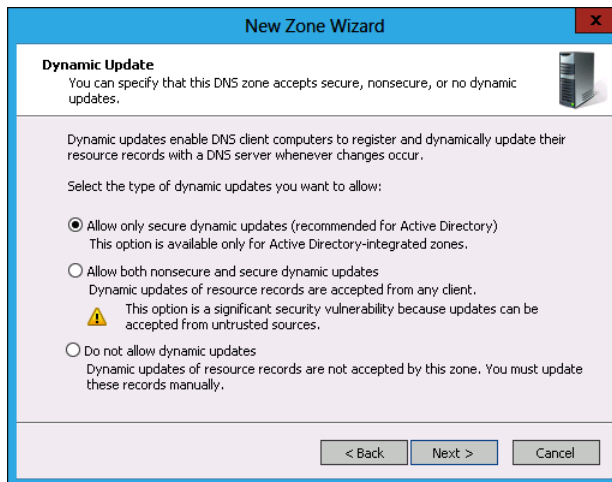 New Zone Wizard
x
Dynamic Update
You can specify that this DNS zone accepts secure, nonsecure, or no dynamic
updates.
Dynamic updates enable DNS client computers to register and dynamically update their
resource records with a DNS server whenever changes occur.
Select the type of dynamic updates you want to allow:
Allow only secure dynamic updates (recommended for Active Directory)
This option is available only for Active Directory-integrated zones.
Allow both nonsecure and secure dynamic updates
Dynamic updates of resource records are accepted from any client.
This option is a significant security vulnerability because updates can be
accepted from untrusted sources.
Do not allow dynamic updates
Dynamic updates of resource records are not accepted by this zone. You must update
these records manually.
< Back Next > Cancel